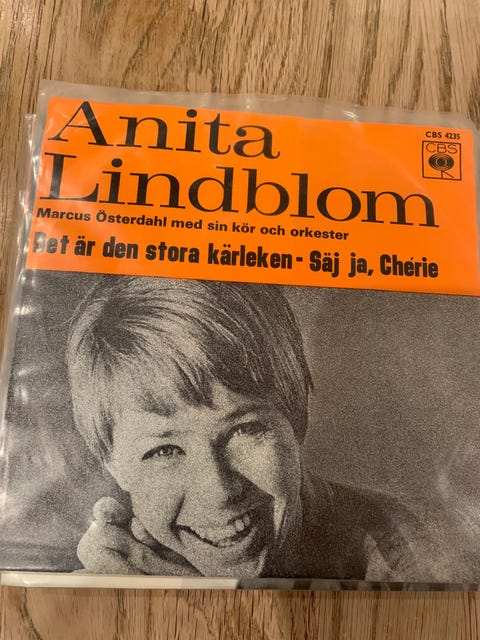 Anita
CBS 4235
CBS
Lindblom
Marcus Österdahl med sin kör och orkester
Det är den stora kärleken - Säj ja, Chérie